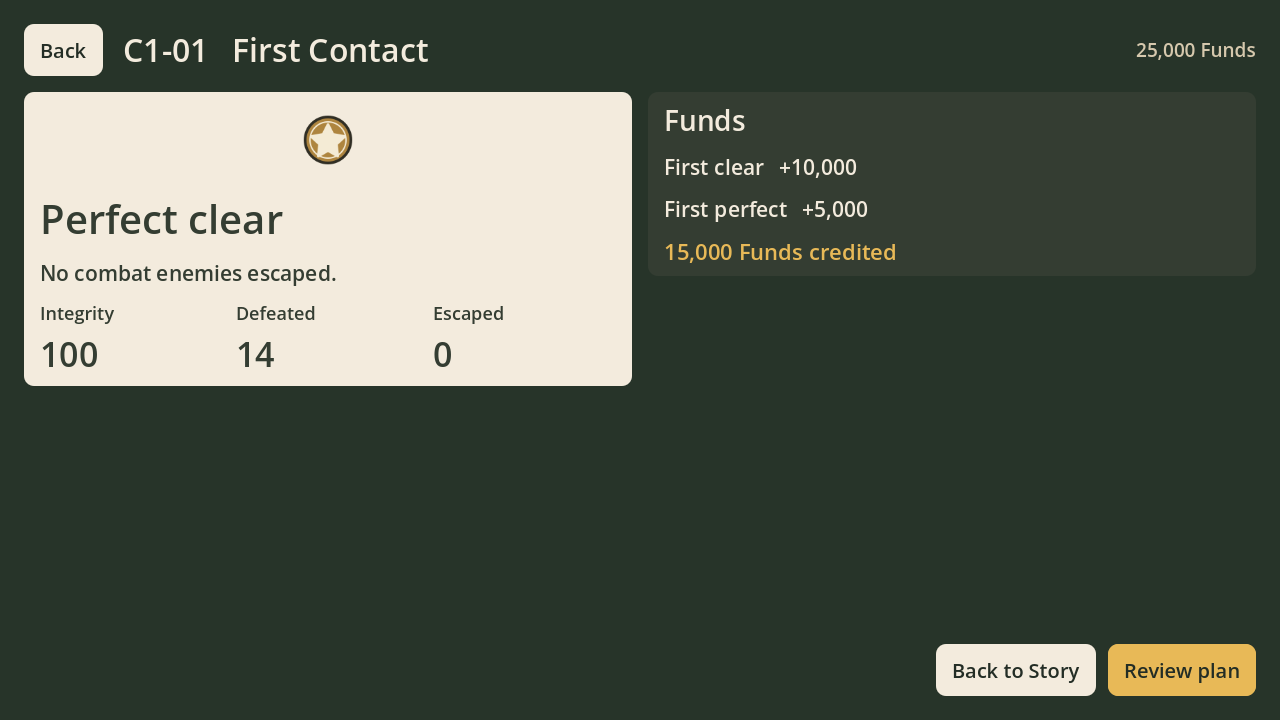 Back
C1-01 First Contact
25,000 Funds
Perfect clear
No combat enemies escaped.
Integrity Defeated Escaped
100 14 0
Funds
First clear +10,000
First perfect +5,000
15,000 Funds credited
Back to Story
Review plan